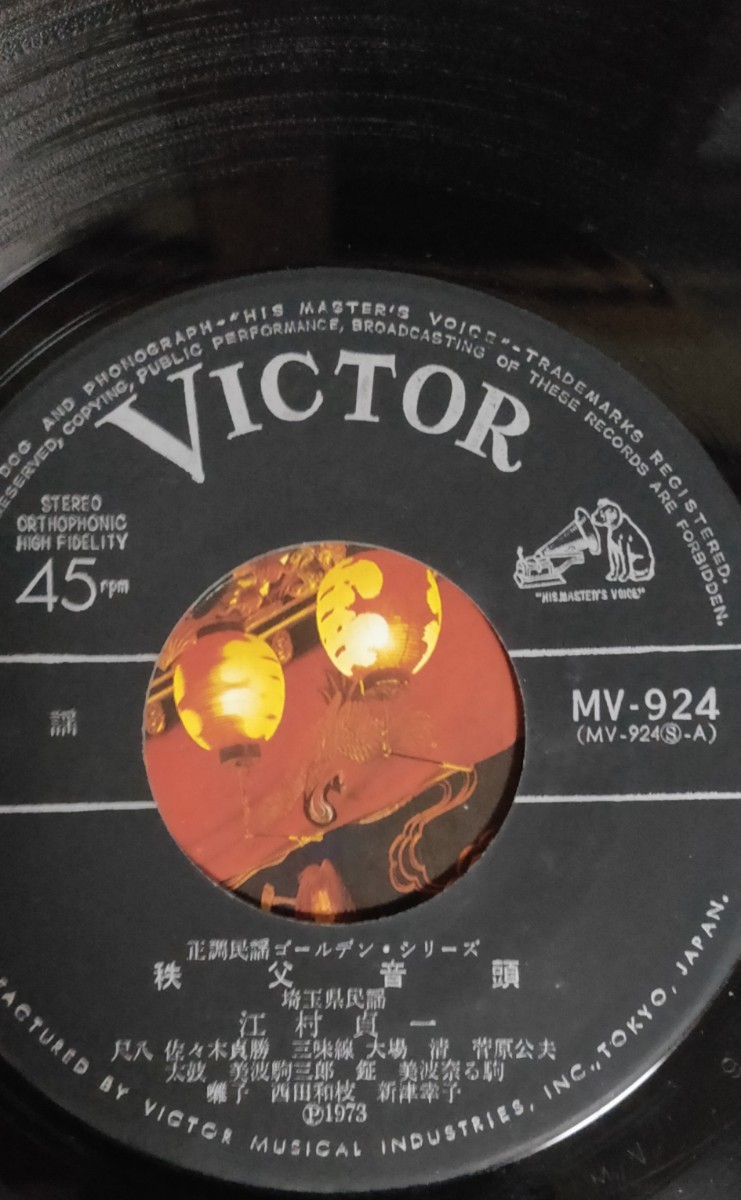 DOG AND PHONOGRAPH-"HIS MASTER'S VOICE"-TRADEMARKS REGISTERED.
RESERVED, COPYING, PUBLIC PERFORMANCE, BROADCASTING OF THESE RECORDS ARE FORBIDDEN.
VICTOR
STEREO
ORTHOPHONIC
HIGH FIDELITY
45rpm
"HIS MASTER'S VOICE"
謡
MV-924
(MV-924Ⓢ-A)
正調民謡ゴールデン・シリーズ
秩父音頭
埼玉県民謡
江村貞一
尺八 佐々木貞勝 三味線 大場 清 菅原公夫
太鼓 美波駒三郎 鉦 美波奈る駒
囃子 西田和枝 新津幸子
Ⓟ1973
FACTURED BY VICTOR MUSICAL INDUSTRIES, INC., TOKYO, JAPAN.